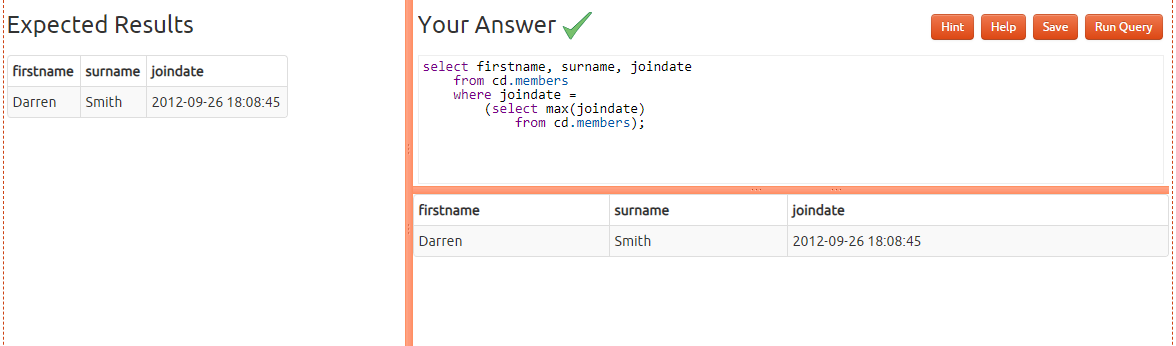 Expected Results
firstname surname joindate
Darren Smith 2012-09-26 18:08:45
Your Answer
Hint Help Save Run Query
select firstname, surname, joindate
from cd.members
where joindate =
(select max(joindate)
from cd.members);
firstname surname joindate
Darren Smith 2012-09-26 18:08:45